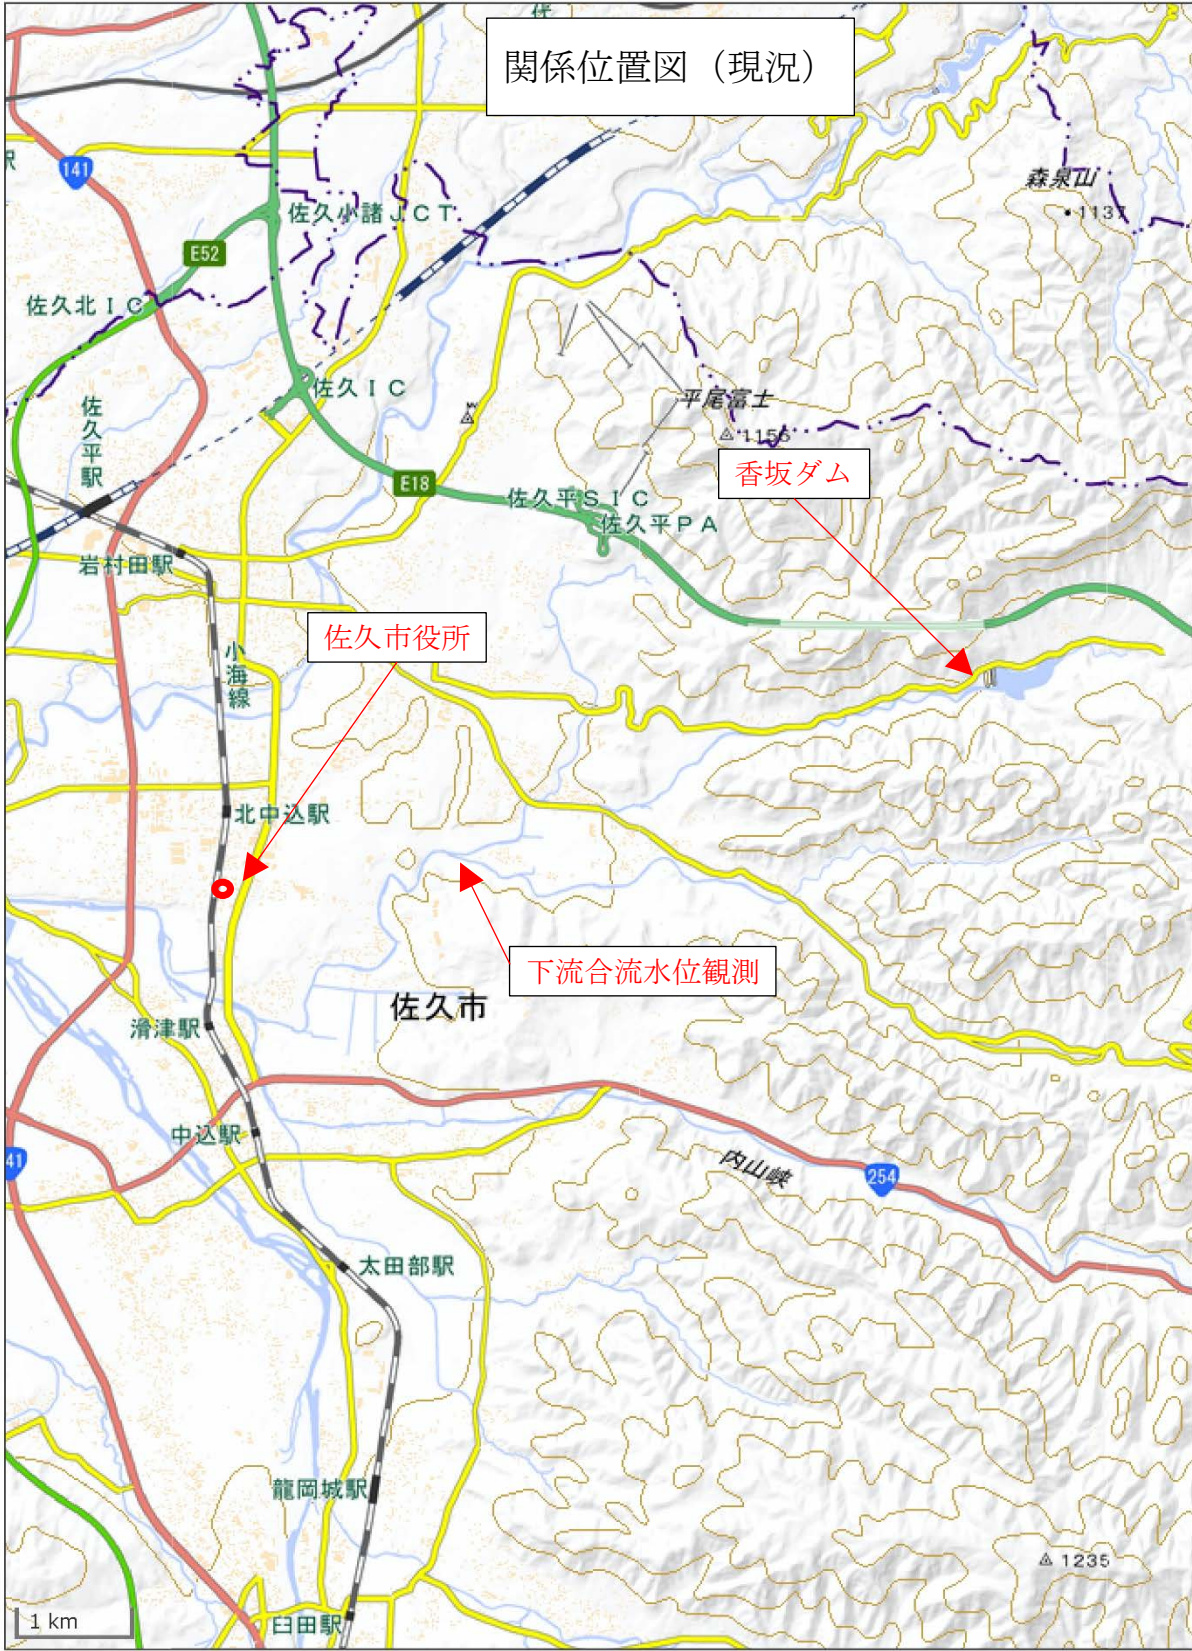 関係位置図（現況）
141
森泉山
1137
佐久小諸ＪＣＴ
E52
佐久北ＩＣ
佐久ＩＣ
佐久平駅
平尾富士
1156
香坂ダム
E18
佐久平ＳＩＣ
佐久平ＰＡ
岩村田駅
佐久市役所
小海線
北中込駅
下流合流水位観測
佐久市
滑津駅
中込駅
41
内山峡
254
太田部駅
龍岡城駅
1235
臼田駅
1 km